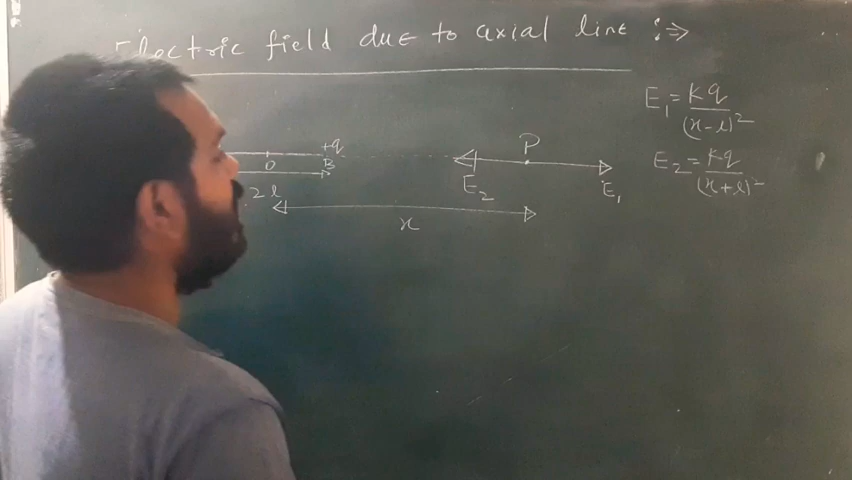 Electric field due to axial line :⇒
E₁ = Kq/(x-l)²
+q
P
O B
E₂ = Kq/(x+l)²
2l E₂ E₁
x